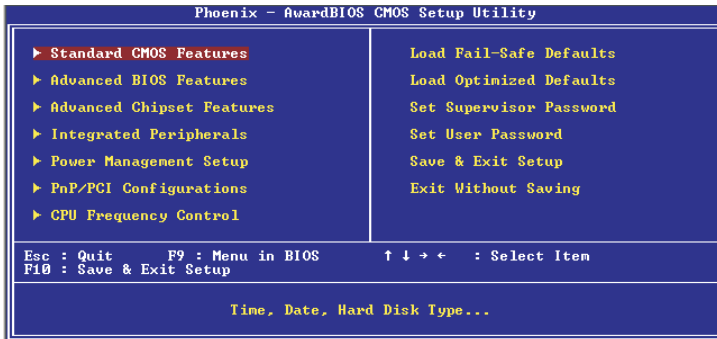 Phoenix - AwardBIOS CMOS Setup Utility
▶ Standard CMOS Features
▶ Advanced BIOS Features
▶ Advanced Chipset Features
▶ Integrated Peripherals
▶ Power Management Setup
▶ PnP/PCI Configurations
▶ CPU Frequency Control
Load Fail-Safe Defaults
Load Optimized Defaults
Set Supervisor Password
Set User Password
Save & Exit Setup
Exit Without Saving
Esc : Quit F9 : Menu in BIOS ↑ ↓ → ← : Select Item
F10 : Save & Exit Setup
Time, Date, Hard Disk Type...